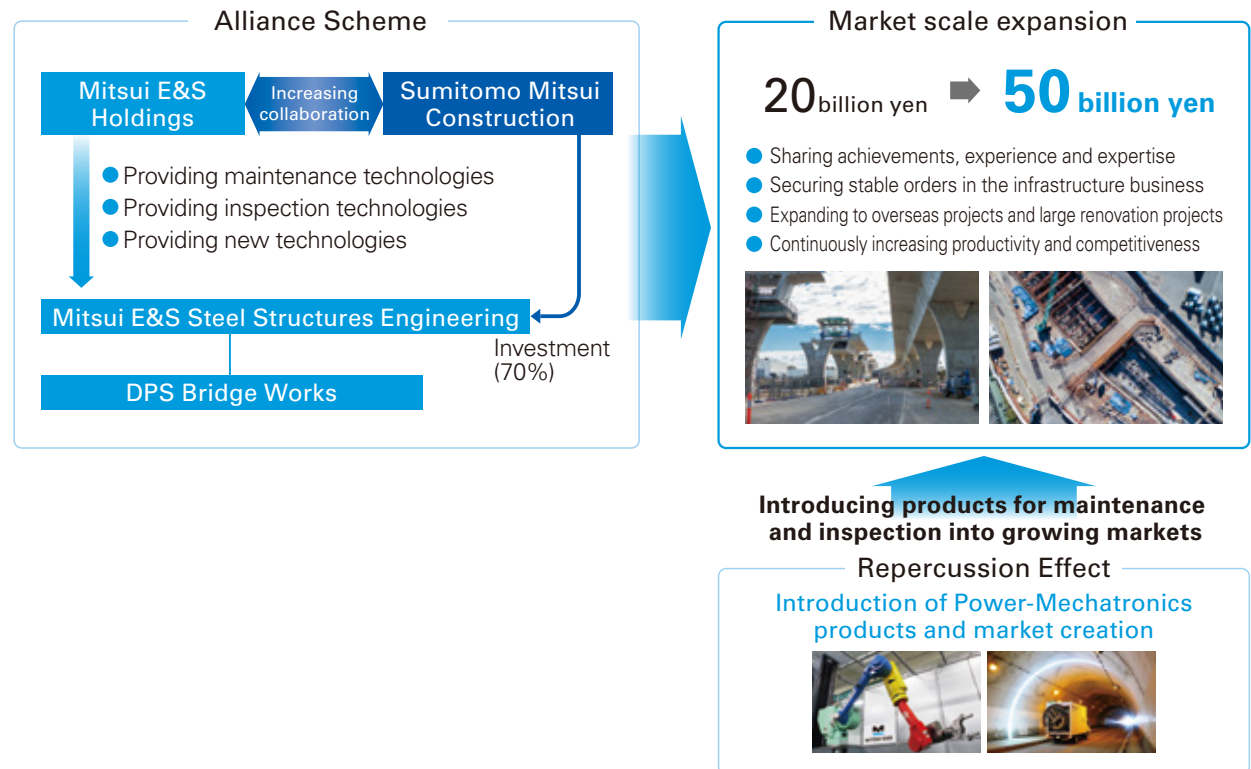 Alliance Scheme
Mitsui E&S
Holdings
Increasing
collaboration
Sumitomo Mitsui
Construction
● Providing maintenance technologies
● Providing inspection technologies
● Providing new technologies
Mitsui E&S Steel Structures Engineering
Investment
(70%)
DPS Bridge Works
Market scale expansion
20 billion yen
50 billion yen
● Sharing achievements, experience and expertise
● Securing stable orders in the infrastructure business
● Expanding to overseas projects and large renovation projects
● Continuously increasing productivity and competitiveness
Introducing products for maintenance
and inspection into growing markets
Repercussion Effect
Introduction of Power-Mechatronics
products and market creation